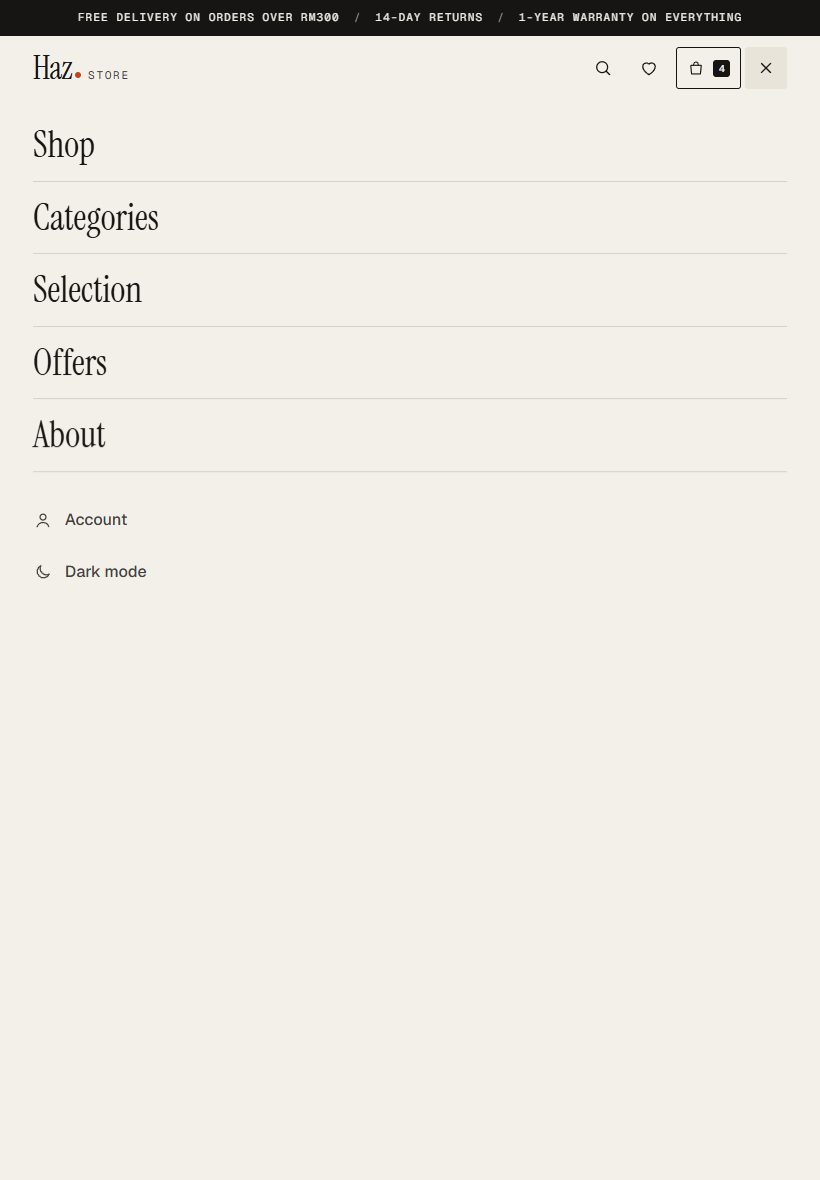 FREE DELIVERY ON ORDERS OVER RM300 / 14-DAY RETURNS / 1-YEAR WARRANTY ON EVERYTHING
Haz. STORE 4
Shop
Categories
Selection
Offers
About
Account
Dark mode